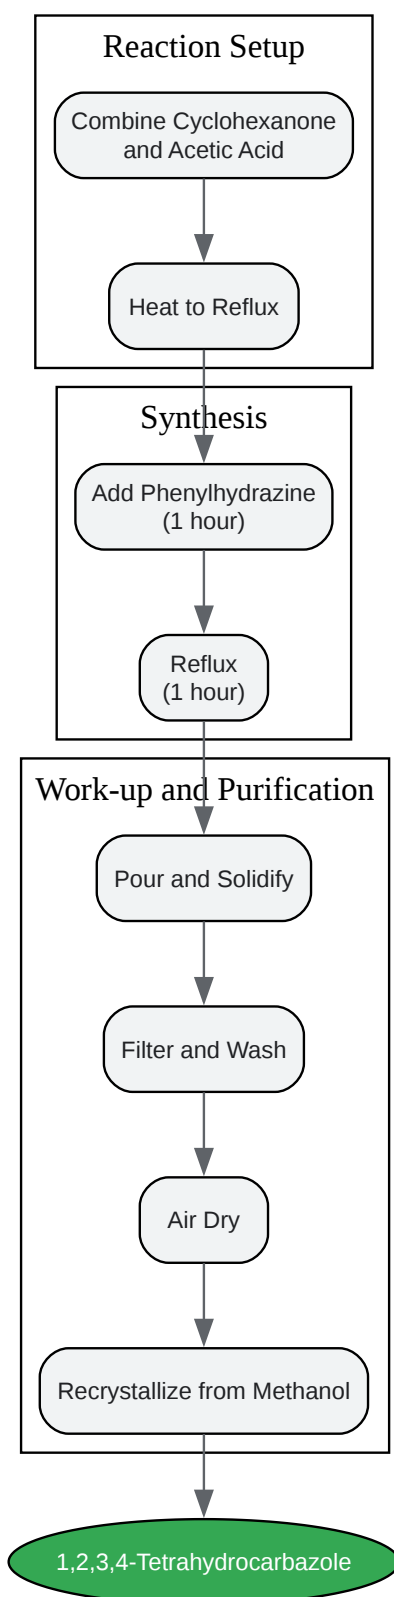 Reaction Setup
Combine Cyclohexanone
and Acetic Acid
Heat to Reflux
Synthesis
Add Phenylhydrazine
(1 hour)
Reflux
(1 hour)
Work-up and Purification
Pour and Solidify
Filter and Wash
Air Dry
Recrystallize from Methanol
1,2,3,4-Tetrahydrocarbazole